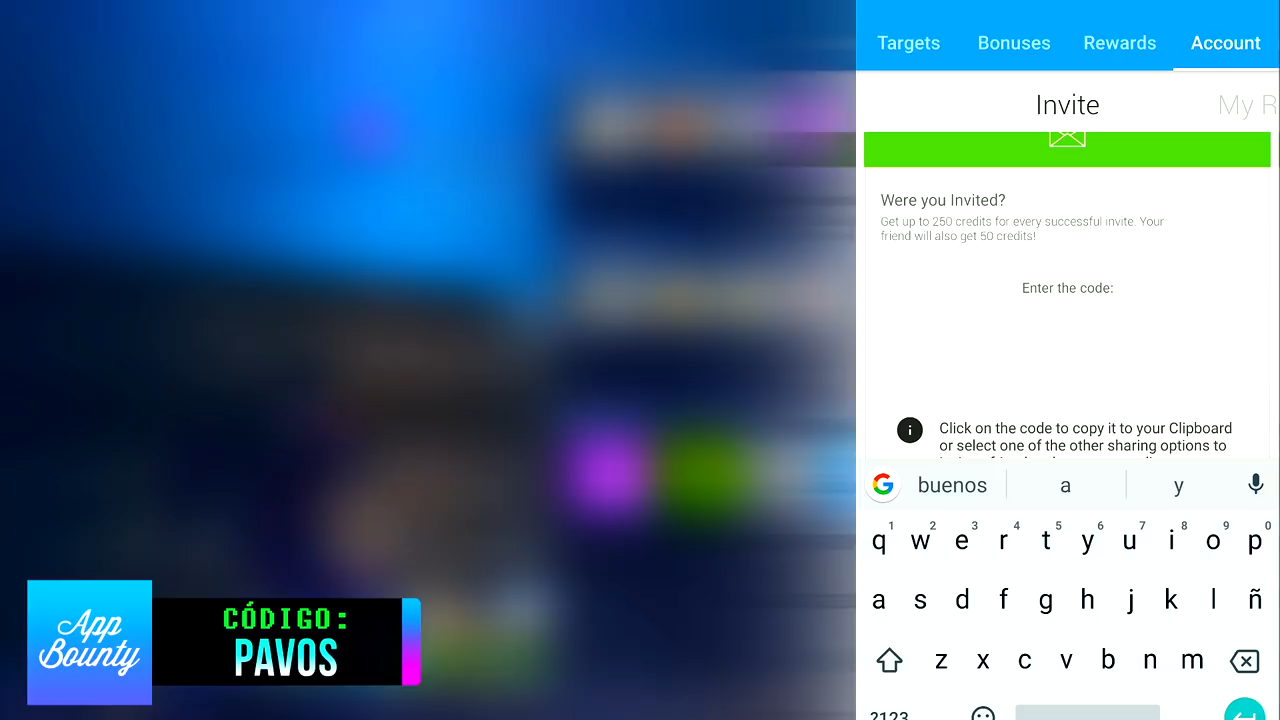 Targets Bonuses Rewards Account
Invite My R
Were you Invited?
Get up to 250 credits for every successful invite. Your
friend will also get 50 credits!
Enter the code:
Click on the code to copy it to your Clipboard
or select one of the other sharing options to
buenos a y
1 2 3 4 5 6 7 8 9 0
q w e r t y u i o p
a s d f g h j k l ñ
z x c v b n m
?123
App
Bounty
CÓDIGO:
PAVOS